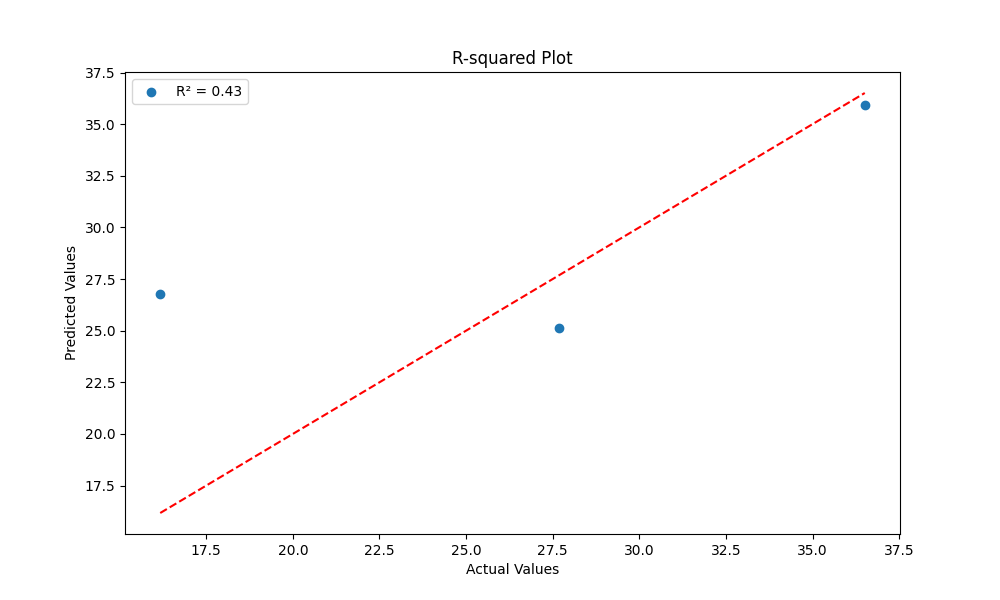 R-squared Plot
R² = 0.43
Predicted Values
37.5
35.0
32.5
30.0
27.5
25.0
22.5
20.0
17.5
17.5 20.0 22.5 25.0 27.5 30.0 32.5 35.0 37.5
Actual Values